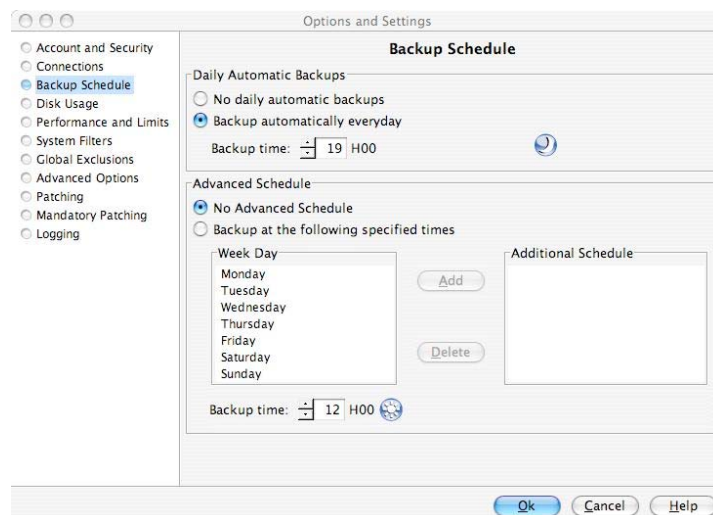 Options and Settings
Account and Security
Connections
Backup Schedule
Disk Usage
Performance and Limits
System Filters
Global Exclusions
Advanced Options
Patching
Mandatory Patching
Logging
Backup Schedule
Daily Automatic Backups
No daily automatic backups
Backup automatically everyday
Backup time: 19 H00
Advanced Schedule
No Advanced Schedule
Backup at the following specified times
Week Day
Monday
Tuesday
Wednesday
Thursday
Friday
Saturday
Sunday
Add
Delete
Additional Schedule
Backup time: 12 H00
Ok Cancel Help